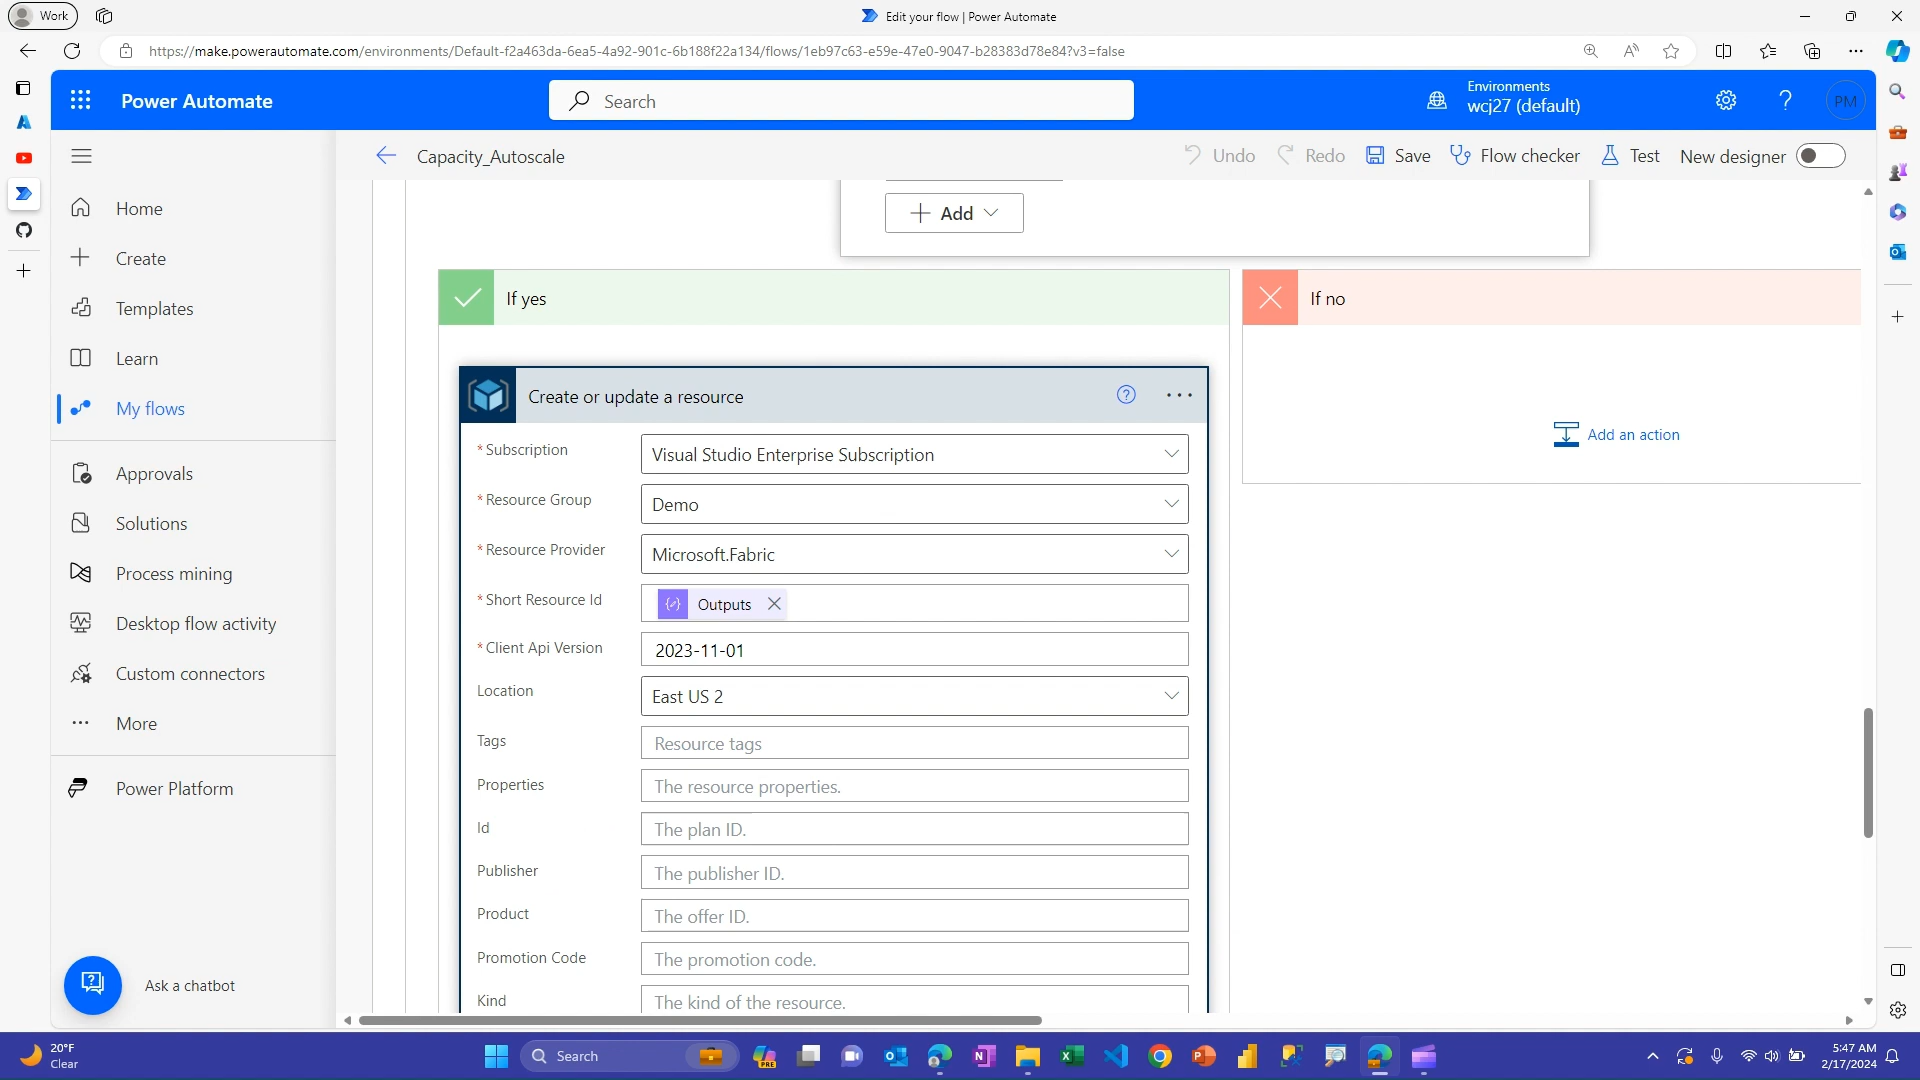 Work
Edit your flow | Power Automate
https://make.powerautomate.com/environments/Default-f2a463da-6ea5-4a92-901c-6b188f22a134/flows/1eb97c63-e59e-47e0-9047-b28383d78e84?v3=false
Power Automate
Search
Environments
wcj27 (default)
PM
Capacity_Autoscale
Undo
Redo
Save
Flow checker
Test
New designer
Home
Create
Templates
Learn
My flows
Approvals
Solutions
Process mining
Desktop flow activity
Custom connectors
More
Power Platform
Ask a chatbot
Add
If yes
If no
Add an action
Create or update a resource
* Subscription
Visual Studio Enterprise Subscription
* Resource Group
Demo
* Resource Provider
Microsoft.Fabric
* Short Resource Id
Outputs
* Client Api Version
2023-11-01
Location
East US 2
Tags
Resource tags
Properties
The resource properties.
Id
The plan ID.
Publisher
The publisher ID.
Product
The offer ID.
Promotion Code
The promotion code.
Kind
The kind of the resource.
20°F
Clear
Search
PRE
5:47 AM
2/17/2024